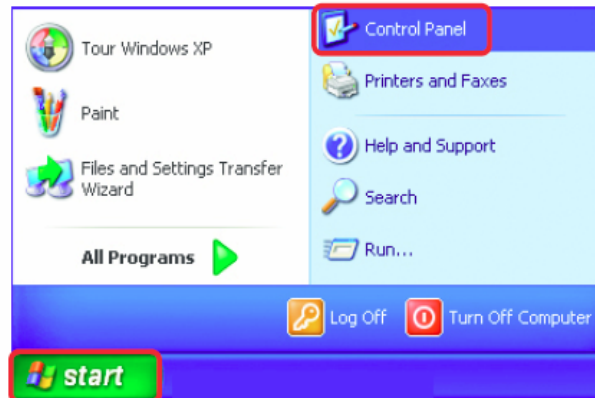 Tour Windows XP
Paint
Files and Settings Transfer
Wizard
All Programs
Control Panel
Printers and Faxes
Help and Support
Search
Run...
Log Off
Turn Off Computer
start